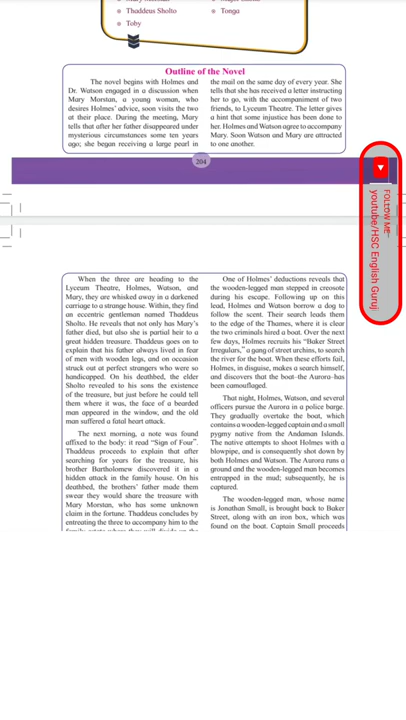 Thaddeus Sholto
Tonga
Toby
Outline of the Novel
The novel begins with Holmes and
Dr. Watson engaged in a discussion when
Mary Morstan, a young woman, who
desires Holmes' advice, soon visits the two
at their place. During the meeting, Mary
tells that after her father disappeared under
mysterious circumstances some ten years
ago; she began receiving a large pearl in
the mail on the same day of every year. She
tells that she has received a letter instructing
her to go, with the accompaniment of two
friends, to Lyceum Theatre. The letter gives
a hint that some injustice has been done to
her. Holmes and Watson agree to accompany
Mary. Soon Watson and Mary are attracted
to one another.
204
FOLLOW ME-
youtube/HSC English Guruji
When the three are heading to the
Lyceum Theatre, Holmes, Watson, and
Mary, they are whisked away in a darkened
carriage to a strange house. Within, they find
an eccentric gentleman named Thaddeus
Sholto. He reveals that not only has Mary's
father died, but also she is partial heir to a
great hidden treasure. Thaddeus goes on to
explain that his father always lived in fear
of men with wooden legs, and on occasion
struck out at perfect strangers who were so
handicapped. On his deathbed, the elder
Sholto revealed to his sons the existence
of the treasure, but just before he could tell
them where it was, the face of a bearded
man appeared in the window, and the old
man suffered a fatal heart attack.
The next morning, a note was found
affixed to the body: it read "Sign of Four".
Thaddeus proceeds to explain that after
searching for years for the treasure, his
brother Bartholomew discovered it in a
hidden attack in the family house. On his
deathbed, the brothers' father made them
swear they would share the treasure with
Mary Morstan, who has some unknown
claim in the fortune. Thaddeus concludes by
entreating the three to accompany him to the
One of Holmes' deductions reveals that
the wooden-legged man stepped in creosote
during his escape. Following up on this
lead, Holmes and Watson borrow a dog to
follow the scent. Their search leads them
to the edge of the Thames, where it is clear
the two criminals hired a boat. Over the next
few days, Holmes recruits his "Baker Street
Irregulars," a gang of street urchins, to search
the river for the boat. When these efforts fail,
Holmes, in disguise, makes a search himself,
and discovers that the boat–the Aurora–has
been camouflaged.
That night, Holmes, Watson, and several
officers pursue the Aurora in a police barge.
They gradually overtake the boat, which
contains a wooden-legged captain and a small
pygmy native from the Andaman Islands.
The native attempts to shoot Holmes with a
blowpipe, and is consequently shot down by
both Holmes and Watson. The Aurora runs a
ground and the wooden-legged man becomes
entrapped in the mud; subsequently, he is
captured.
The wooden-legged man, whose name
is Jonathan Small, is brought back to Baker
Street, along with an iron box, which was
found on the boat. Captain Small proceeds